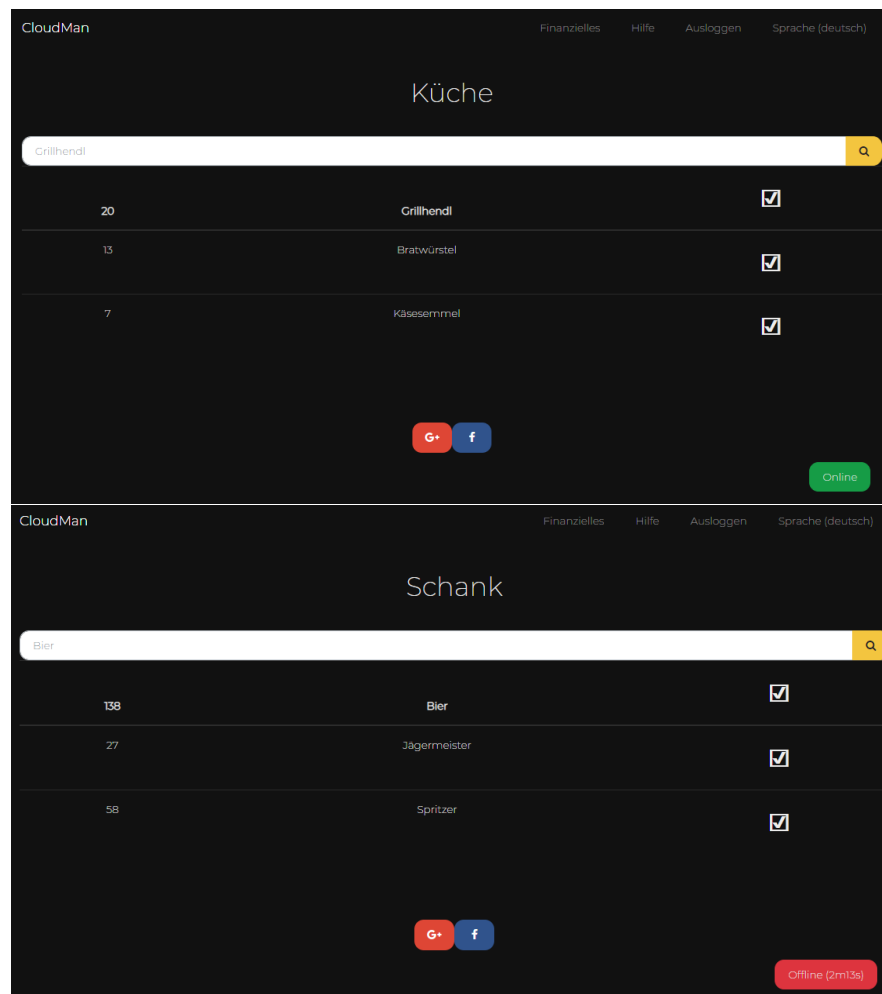 CloudMan Finanzielles Hilfe Ausloggen Sprache (deutsch)
Küche
Grillhendl
20 Grillhendl
13 Bratwürstel
7 Käsesemmel
G+ f
Online
CloudMan Finanzielles Hilfe Ausloggen Sprache (deutsch)
Schank
Bier
138 Bier
27 Jägermeister
58 Spritzer
G+ f
Offline (2m13s)